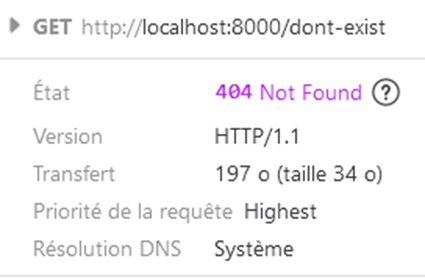 GET http://localhost:8000/dont-exist
État 404 Not Found ?
Version HTTP/1.1
Transfert 197 o (taille 34 o)
Priorité de la requête Highest
Résolution DNS Système